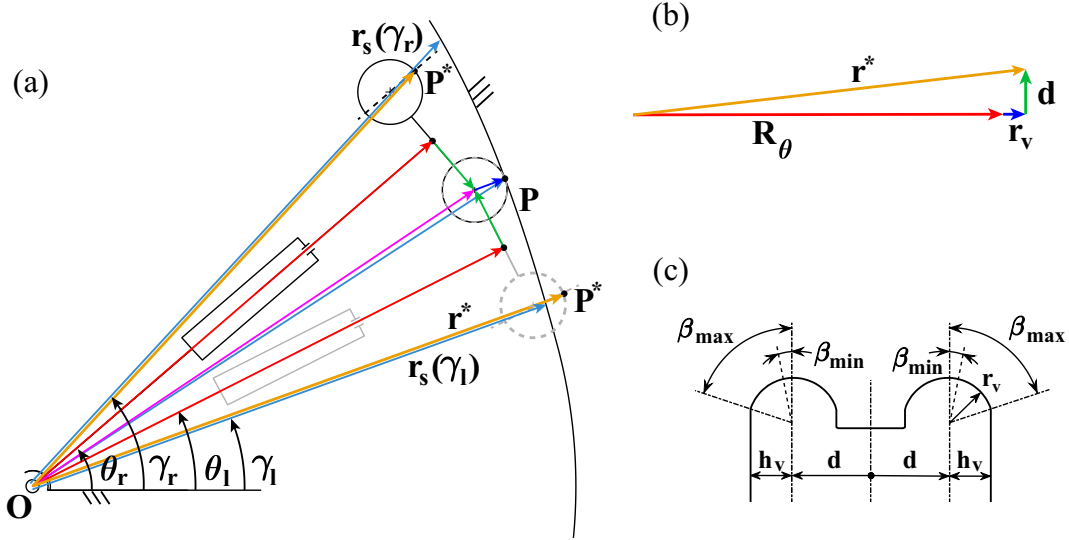 (a)
r_s(γ_r)
P*
P
P*
r*
r_s(γ_l)
O
θ_r
γ_r
θ_l
γ_l
(b)
r*
d
R_θ
r_v
(c)
β_max
β_min
β_min
β_max
r_v
h_v
d
d
h_v